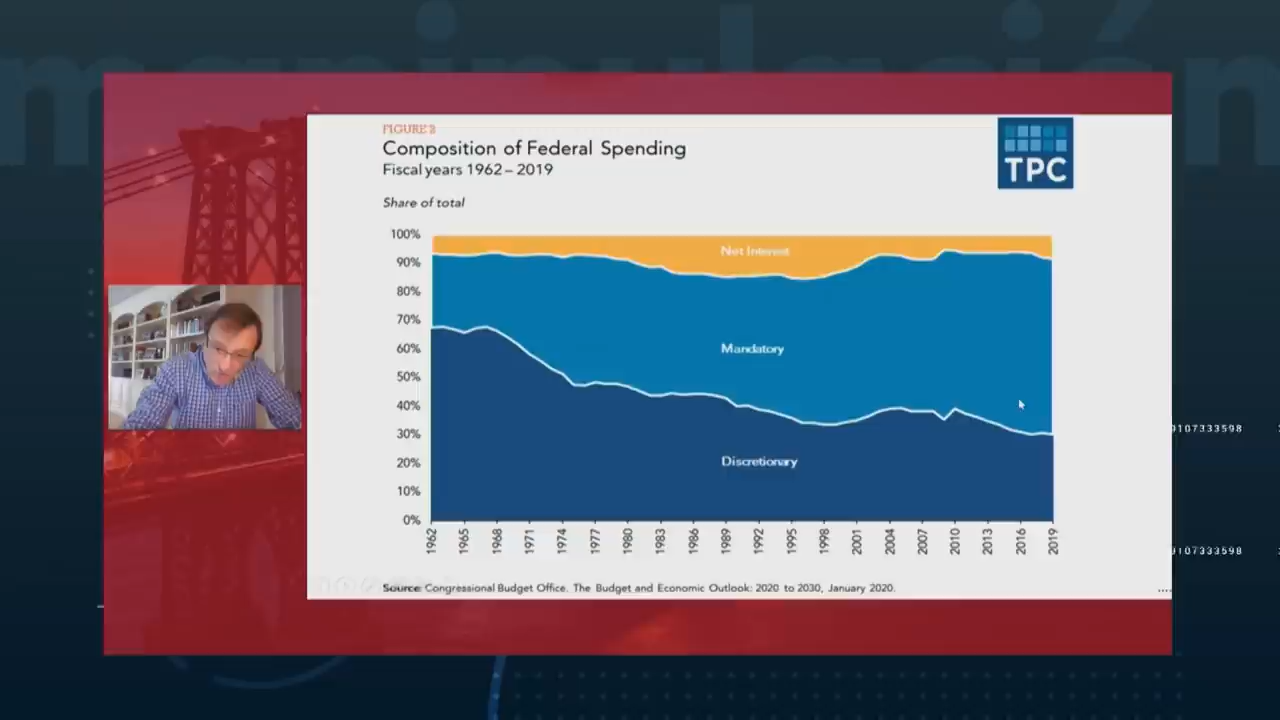 manipulación
FIGURE 3
Composition of Federal Spending
Fiscal years 1962 – 2019
TPC
Share of total
100%
90%
80%
70%
60%
50%
40%
30%
20%
10%
0%
Net Interest
Mandatory
Discretionary
1962 1965 1968 1971 1974 1977 1980 1983 1986 1989 1992 1995 1998 2001 2004 2007 2010 2013 2016 2019
Source: Congressional Budget Office. The Budget and Economic Outlook: 2020 to 2030, January 2020.
9107333598
9107333598